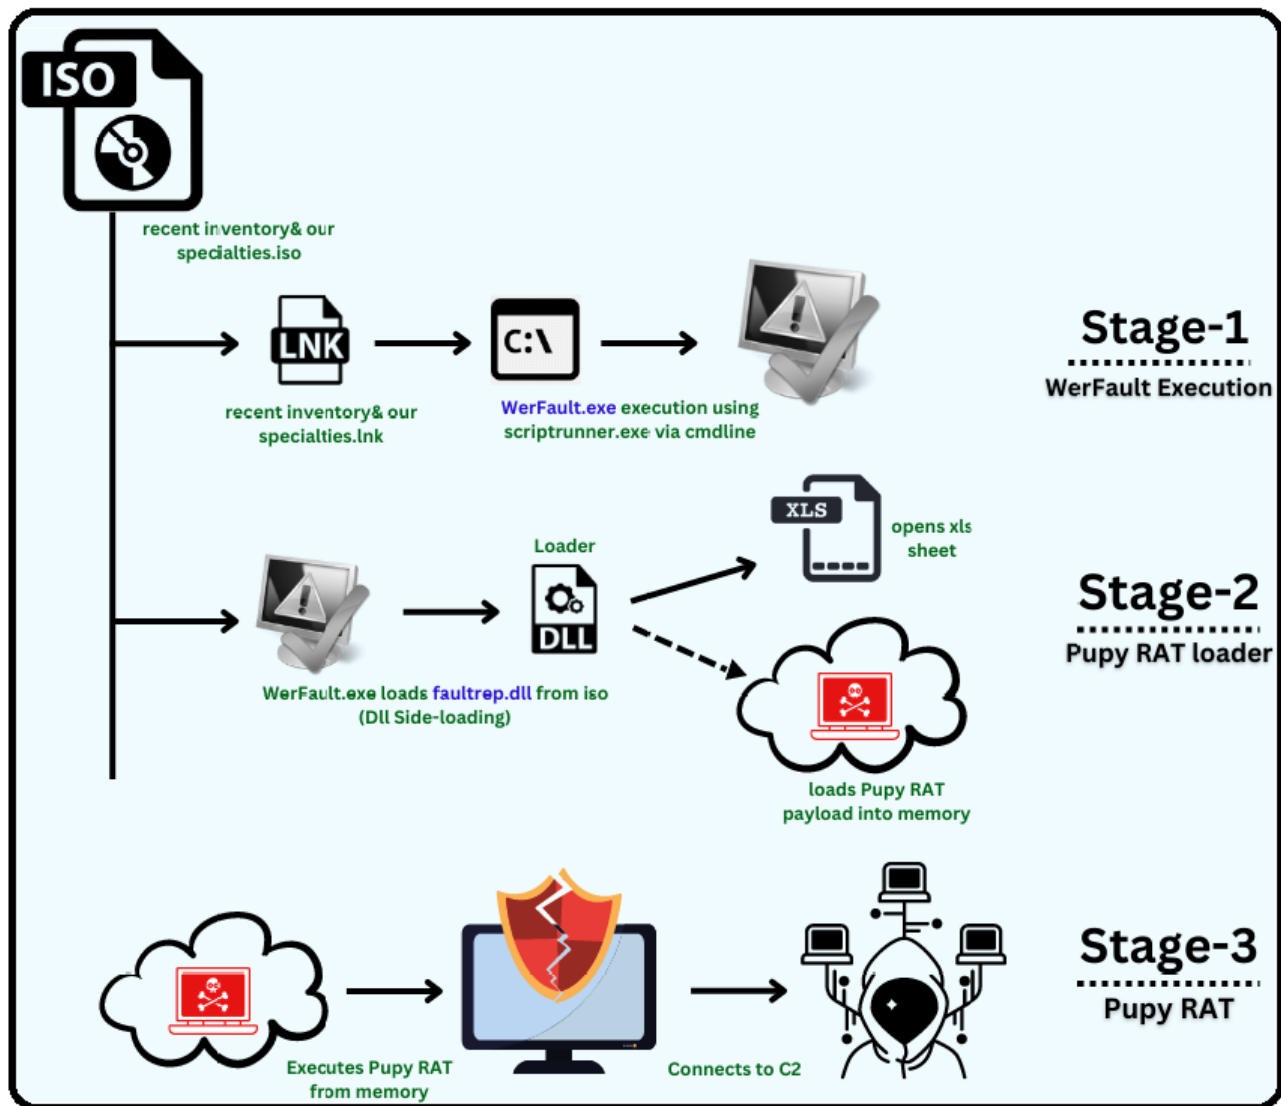 ISO
recent inventory& our
specialties.iso
LNK
recent inventory& our
specialties.lnk
C:\
WerFault.exe execution using
scriptrunner.exe via cmdline
Stage-1
WerFault Execution
Loader
DLL
WerFault.exe loads faultrep.dll from iso
(Dll Side-loading)
XLS
opens xls
sheet
loads Pupy RAT
payload into memory
Stage-2
Pupy RAT loader
Executes Pupy RAT
from memory
Connects to C2
Stage-3
Pupy RAT